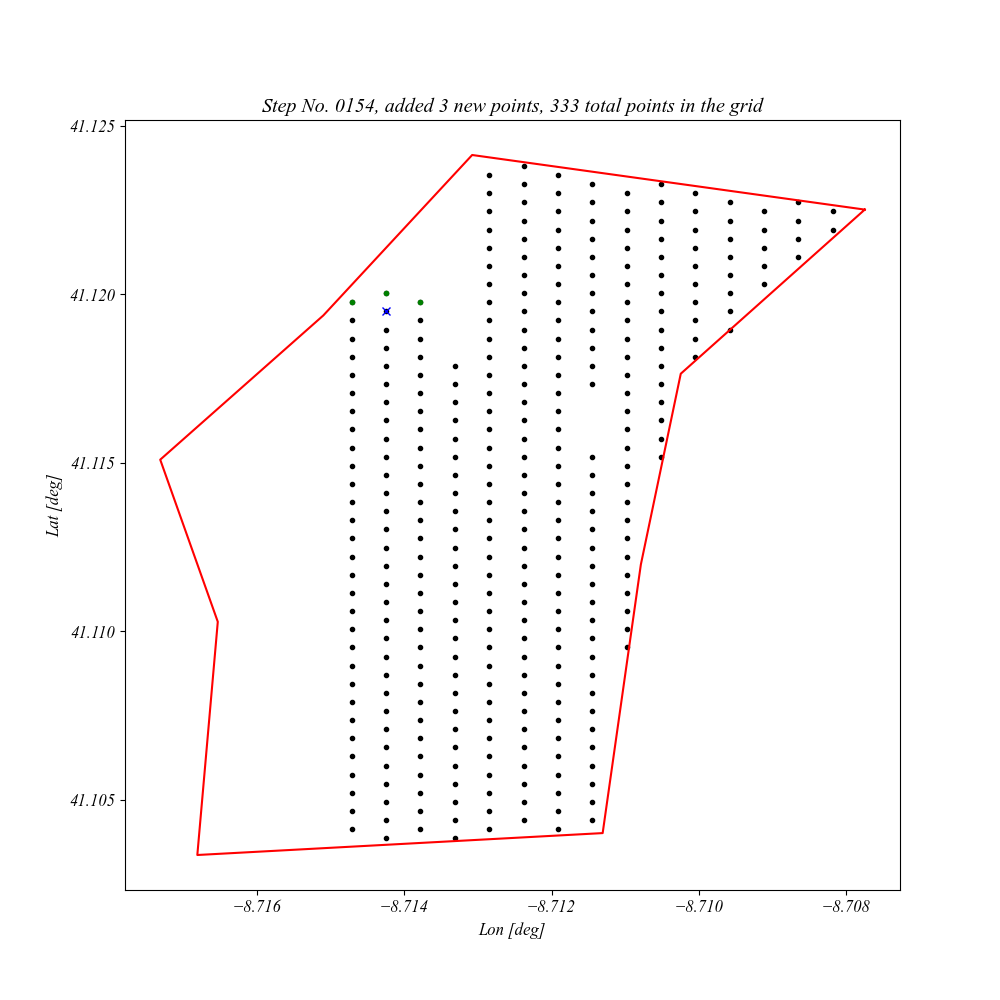 Step No. 0154, added 3 new points, 333 total points in the grid
41.125
41.120
41.115
41.110
41.105
Lat [deg]
−8.716 −8.714 −8.712 −8.710 −8.708
Lon [deg]